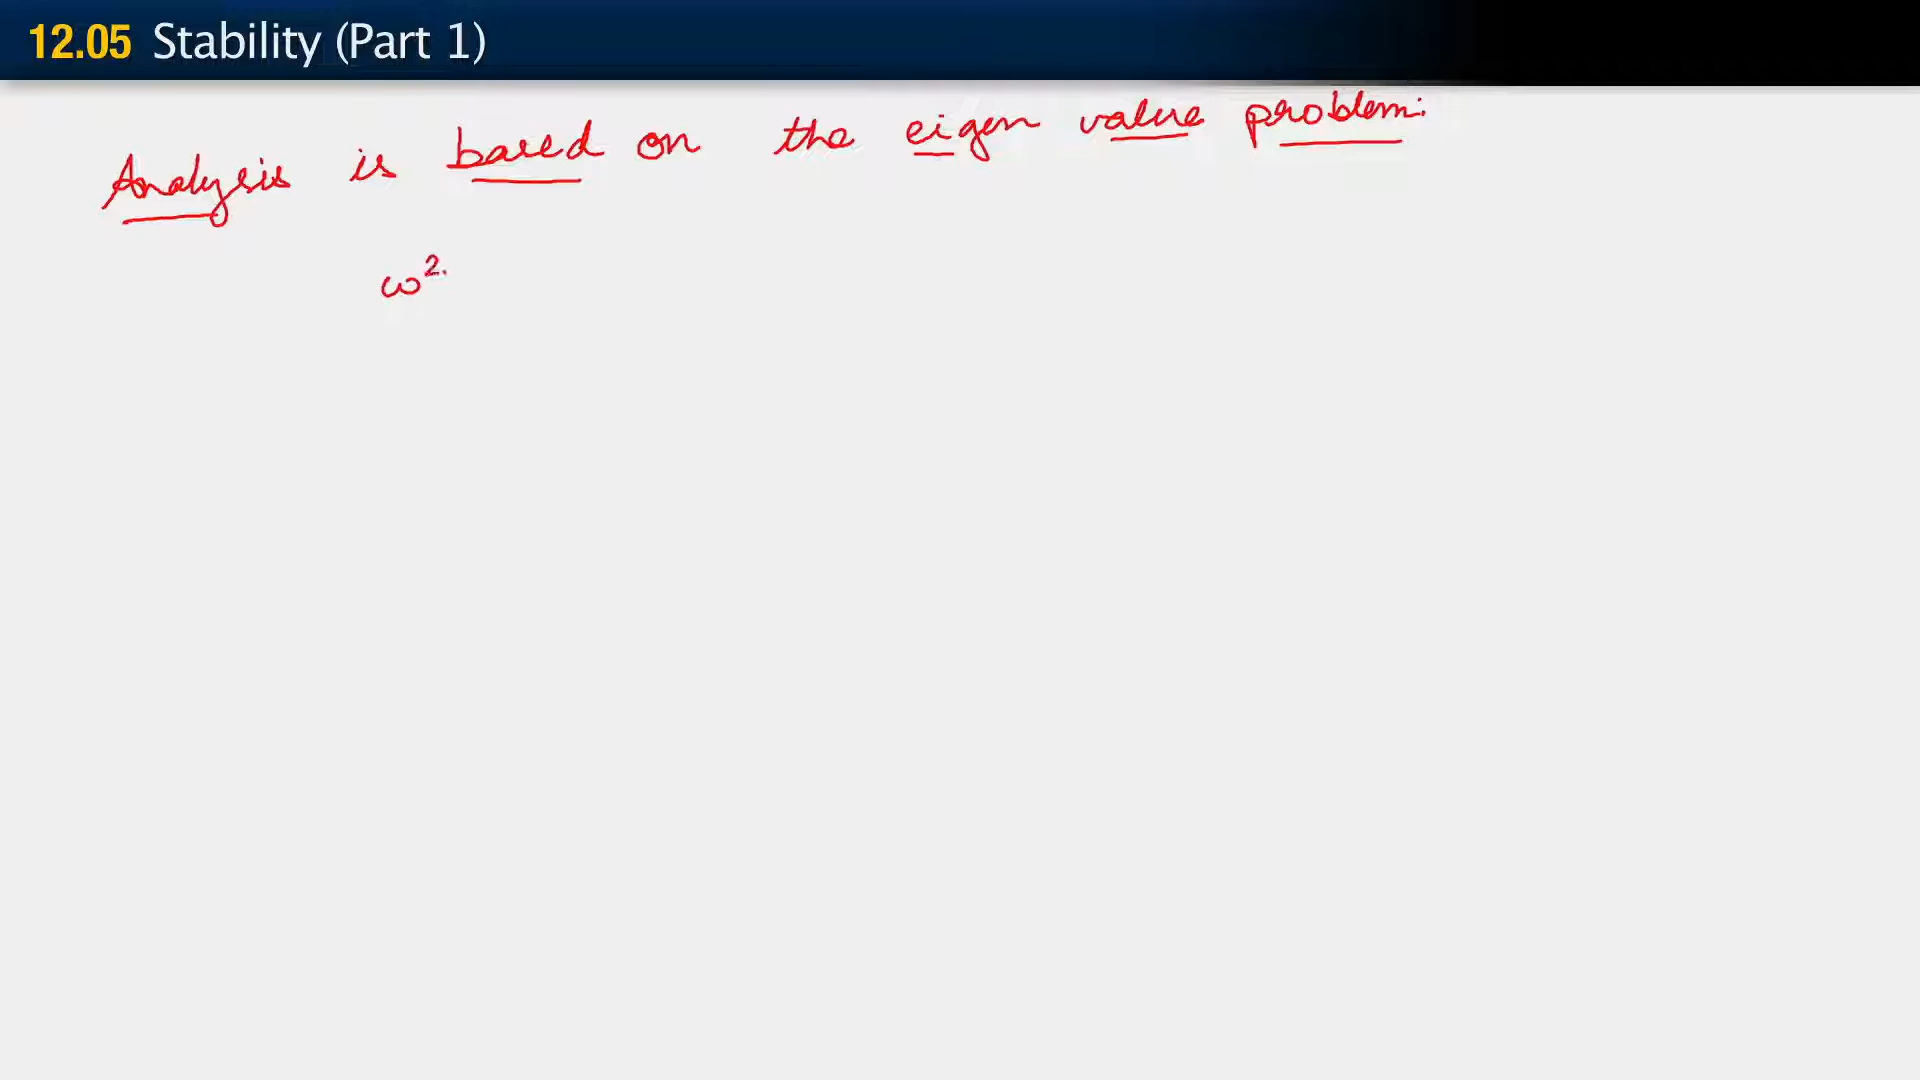 12.05 Stability (Part 1)
Analysis is based on the eigen value problem:
ω².